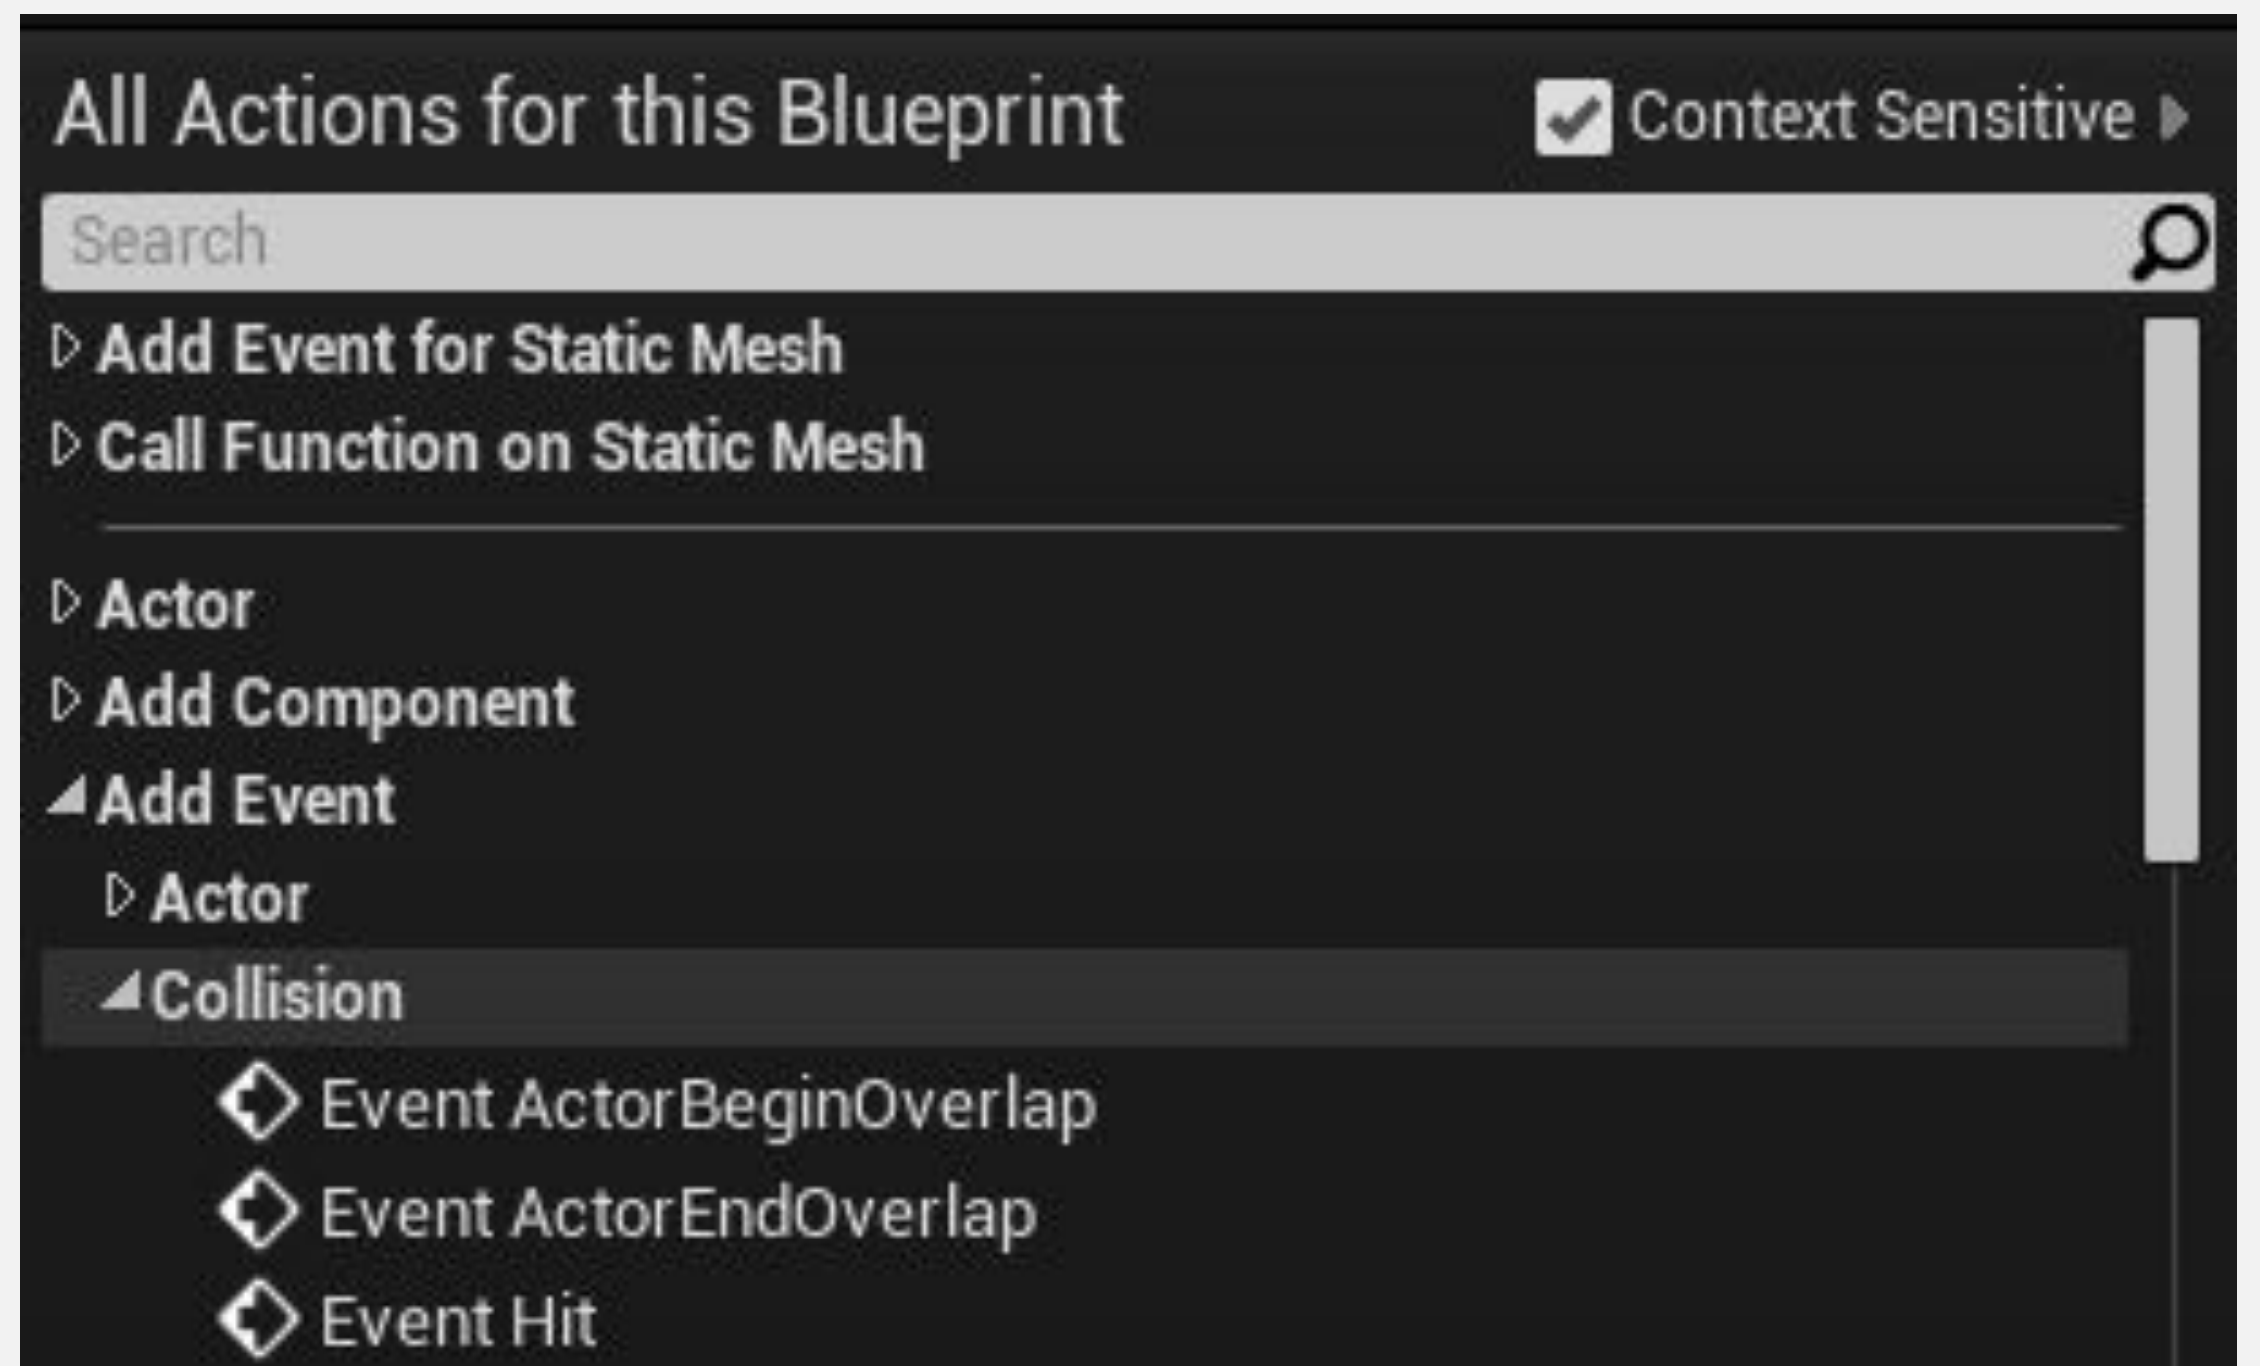 All Actions for this Blueprint
Context Sensitive
Search
Add Event for Static Mesh
Call Function on Static Mesh
Actor
Add Component
Add Event
Actor
Collision
Event ActorBeginOverlap
Event ActorEndOverlap
Event Hit